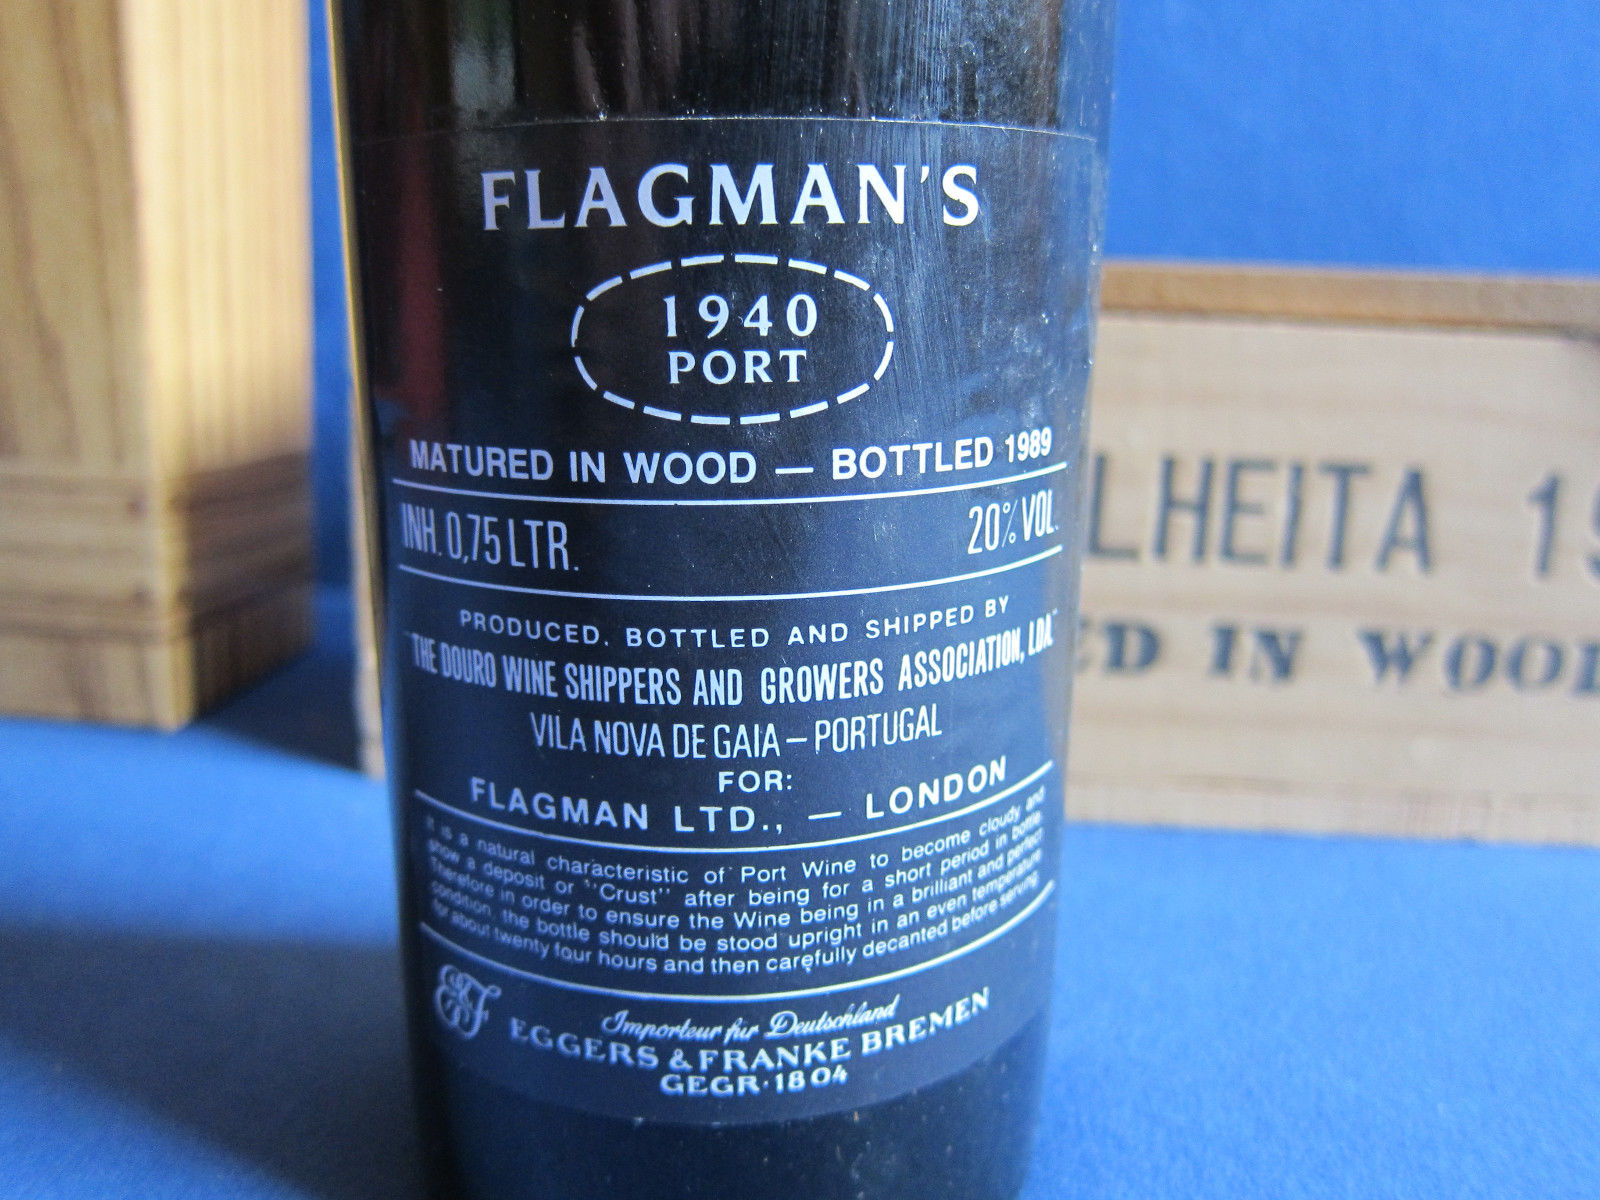 FLAGMAN'S
1940
PORT
MATURED IN WOOD — BOTTLED 1989
INH. 0,75 LTR. 20% VOL.
PRODUCED, BOTTLED AND SHIPPED BY
"THE DOURO WINE SHIPPERS AND GROWERS ASSOCIATION, LDA."
VILA NOVA DE GAIA – PORTUGAL
FOR:
FLAGMAN LTD., — LONDON
It is a natural characteristic of Port Wine to become cloudy and
show a deposit or "Crust" after being for a short period in bottle.
Therefore in order to ensure the Wine being in a brilliant and perfect
condition, the bottle should be stood upright in an even temperature
for about twenty four hours and then carefully decanted before serving.
Importeur für Deutschland
EGGERS & FRANKE BREMEN
GEGR·1804
LHEITA 19
ED IN WOOD